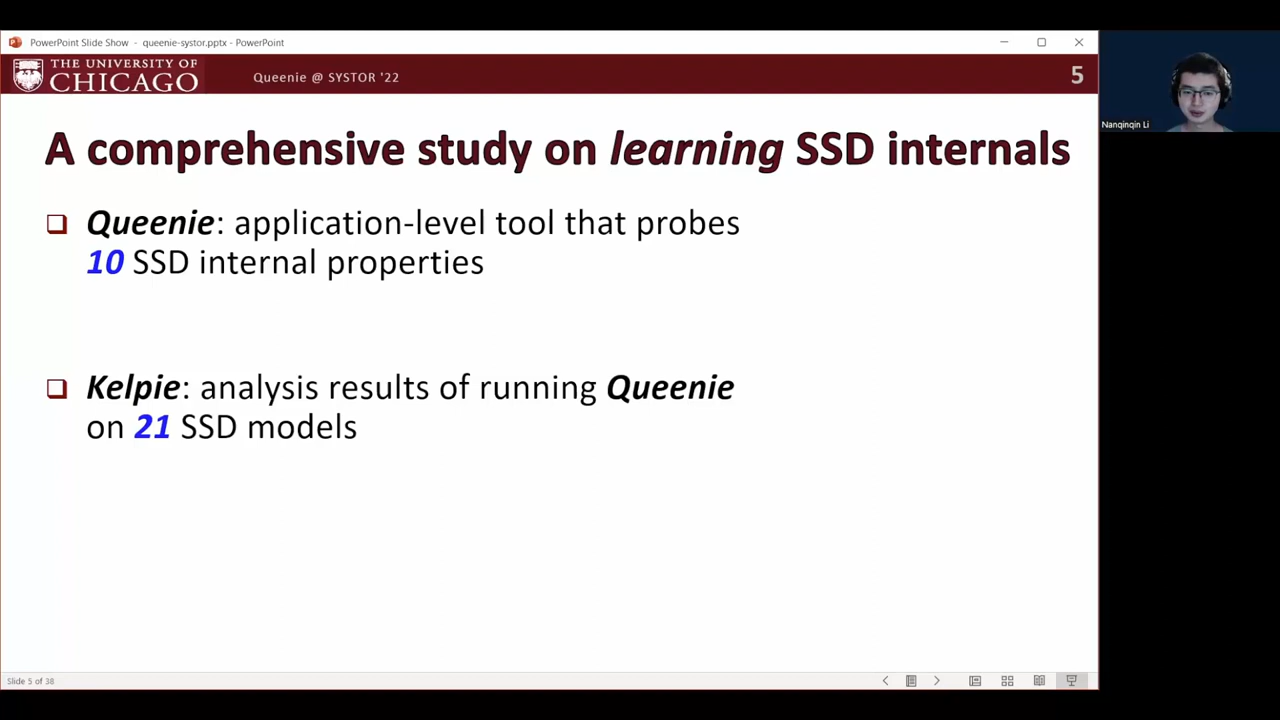 PowerPoint Slide Show - queenie-systor.pptx - PowerPoint
THE UNIVERSITY OF
CHICAGO
Queenie @ SYSTOR '22
5
Nanqinqin Li
A comprehensive study on learning SSD internals
Queenie: application-level tool that probes
10 SSD internal properties
Kelpie: analysis results of running Queenie
on 21 SSD models
Slide 5 of 38